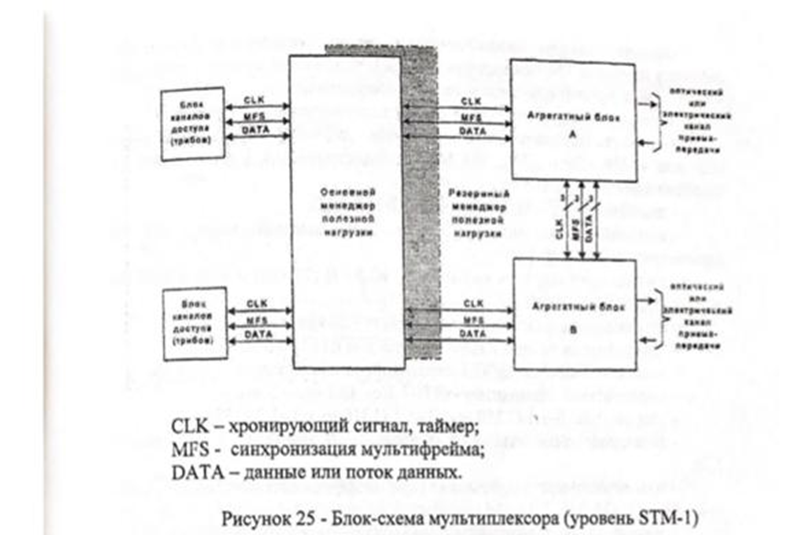 Блок
каналов
доступа
(трибов)
CLK
MFS
DATA
Основной
менеджер
полезной
нагрузки
Резервный
менеджер
полезной
нагрузки
CLK
MFS
DATA
Агрегатный блок
А
оптический
или
электрический
канал
приема-
передачи
CLK
MFS
DATA
Блок
каналов
доступа
(трибов)
CLK
MFS
DATA
CLK
MFS
DATA
Агрегатный блок
оптический
или
электрический
канал
приема-
передачи
CLK – хронирующий сигнал, таймер;
MFS - синхронизация мультифрейма;
DATA – данные или поток данных.
Рисунок 25 - Блок-схема мультиплексора (уровень STM-1)